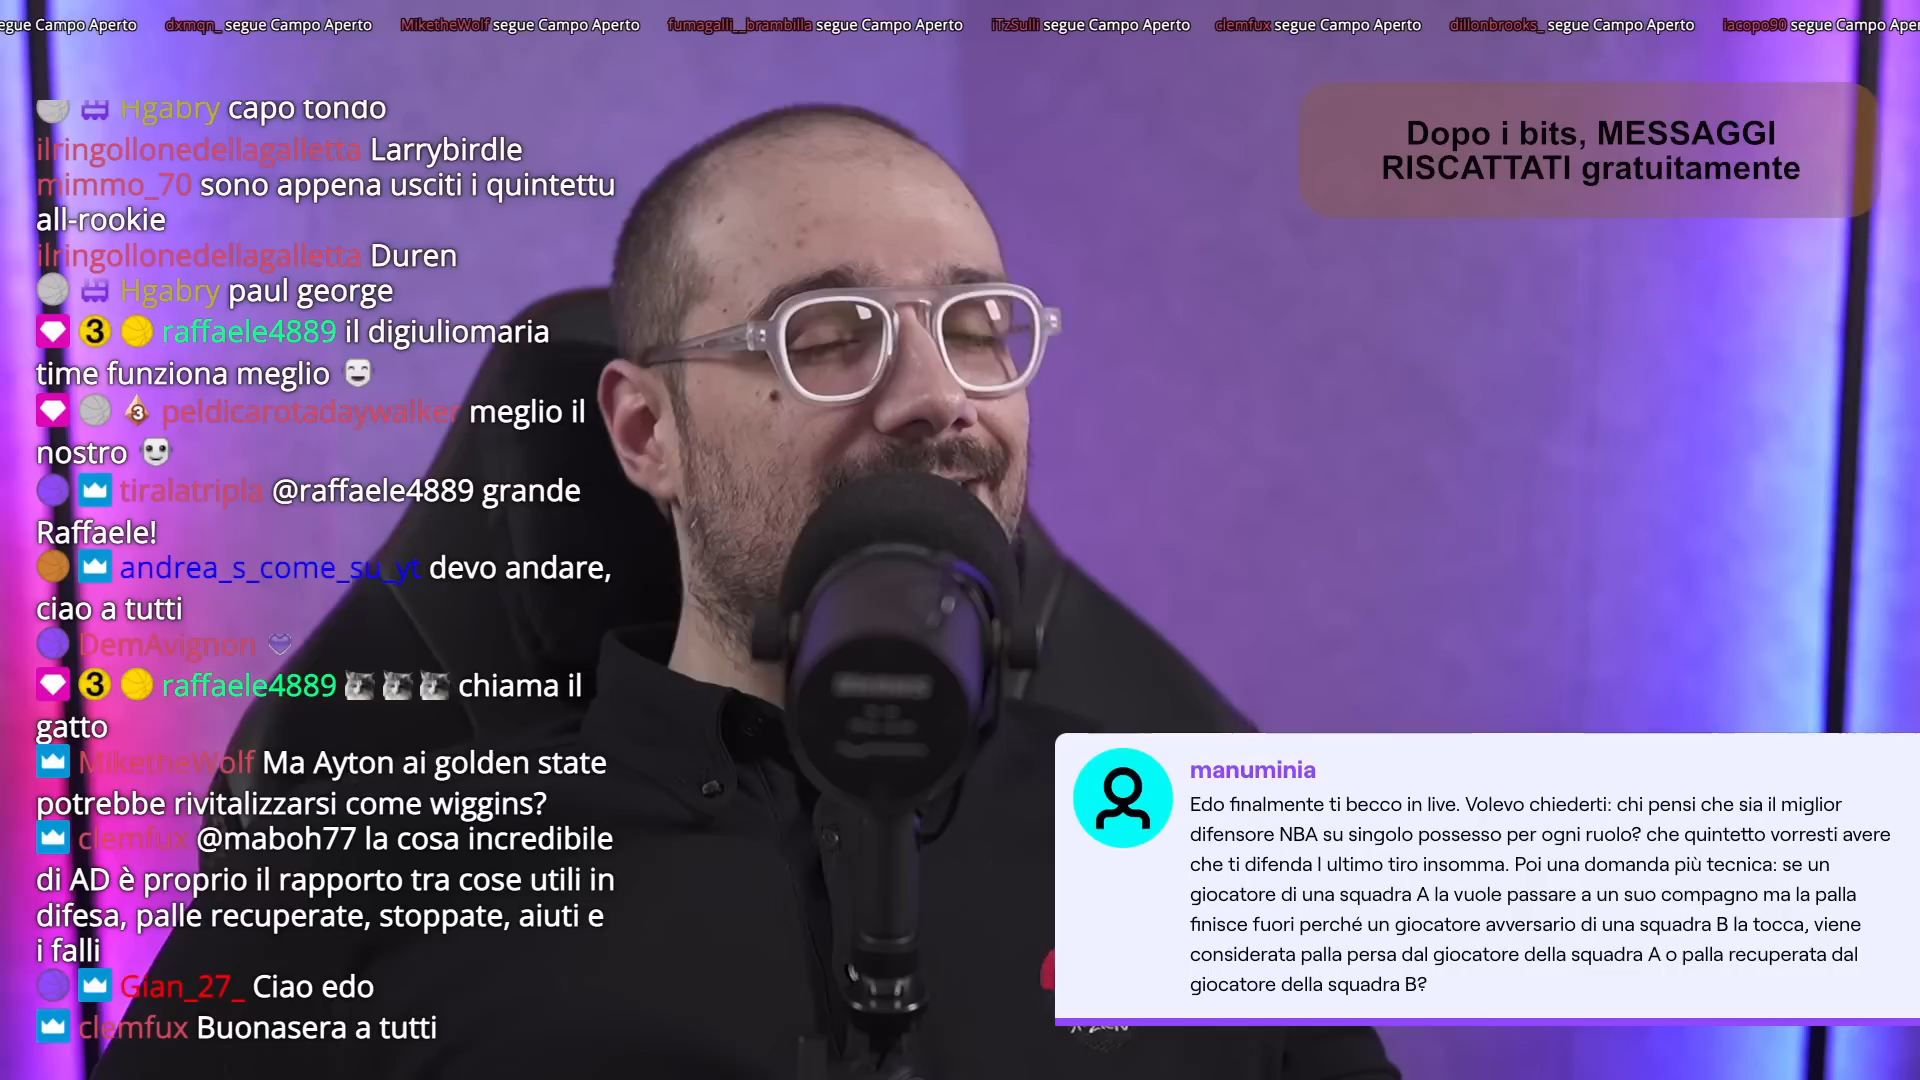 egue Campo Aperto dxmqn_ segue Campo Aperto MiketheWolf segue Campo Aperto fumagalli__brambilla segue Campo Aperto iTzSulli segue Campo Aperto clemfux segue Campo Aperto dillonbrooks_ segue Campo Aperto iacopo90 segue Campo Aper
Hgabry capo tondo
ilringollonedellagalletta Larrybirdle
mimmo_70 sono appena usciti i quintettu
all-rookie
ilringollonedellagalletta Duren
Hgabry paul george
3 raffaele4889 il digiuliomaria
time funziona meglio
3 peldicarotadaywalker meglio il
nostro
tiralatripla @raffaele4889 grande
Raffaele!
andrea_s_come_su_yt devo andare,
ciao a tutti
DemAvignon 💜
3 raffaele4889 chiama il
gatto
MiketheWolf Ma Ayton ai golden state
potrebbe rivitalizzarsi come wiggins?
clemfux @maboh77 la cosa incredibile
di AD è proprio il rapporto tra cose utili in
difesa, palle recuperate, stoppate, aiuti e
i falli
Gian_27_ Ciao edo
clemfux Buonasera a tutti
Dopo i bits, MESSAGGI
RISCATTATI gratuitamente
manuminia
Edo finalmente ti becco in live. Volevo chiederti: chi pensi che sia il miglior
difensore NBA su singolo possesso per ogni ruolo? che quintetto vorresti avere
che ti difenda l ultimo tiro insomma. Poi una domanda più tecnica: se un
giocatore di una squadra A la vuole passare a un suo compagno ma la palla
finisce fuori perché un giocatore avversario di una squadra B la tocca, viene
considerata palla persa dal giocatore della squadra A o palla recuperata dal
giocatore della squadra B?